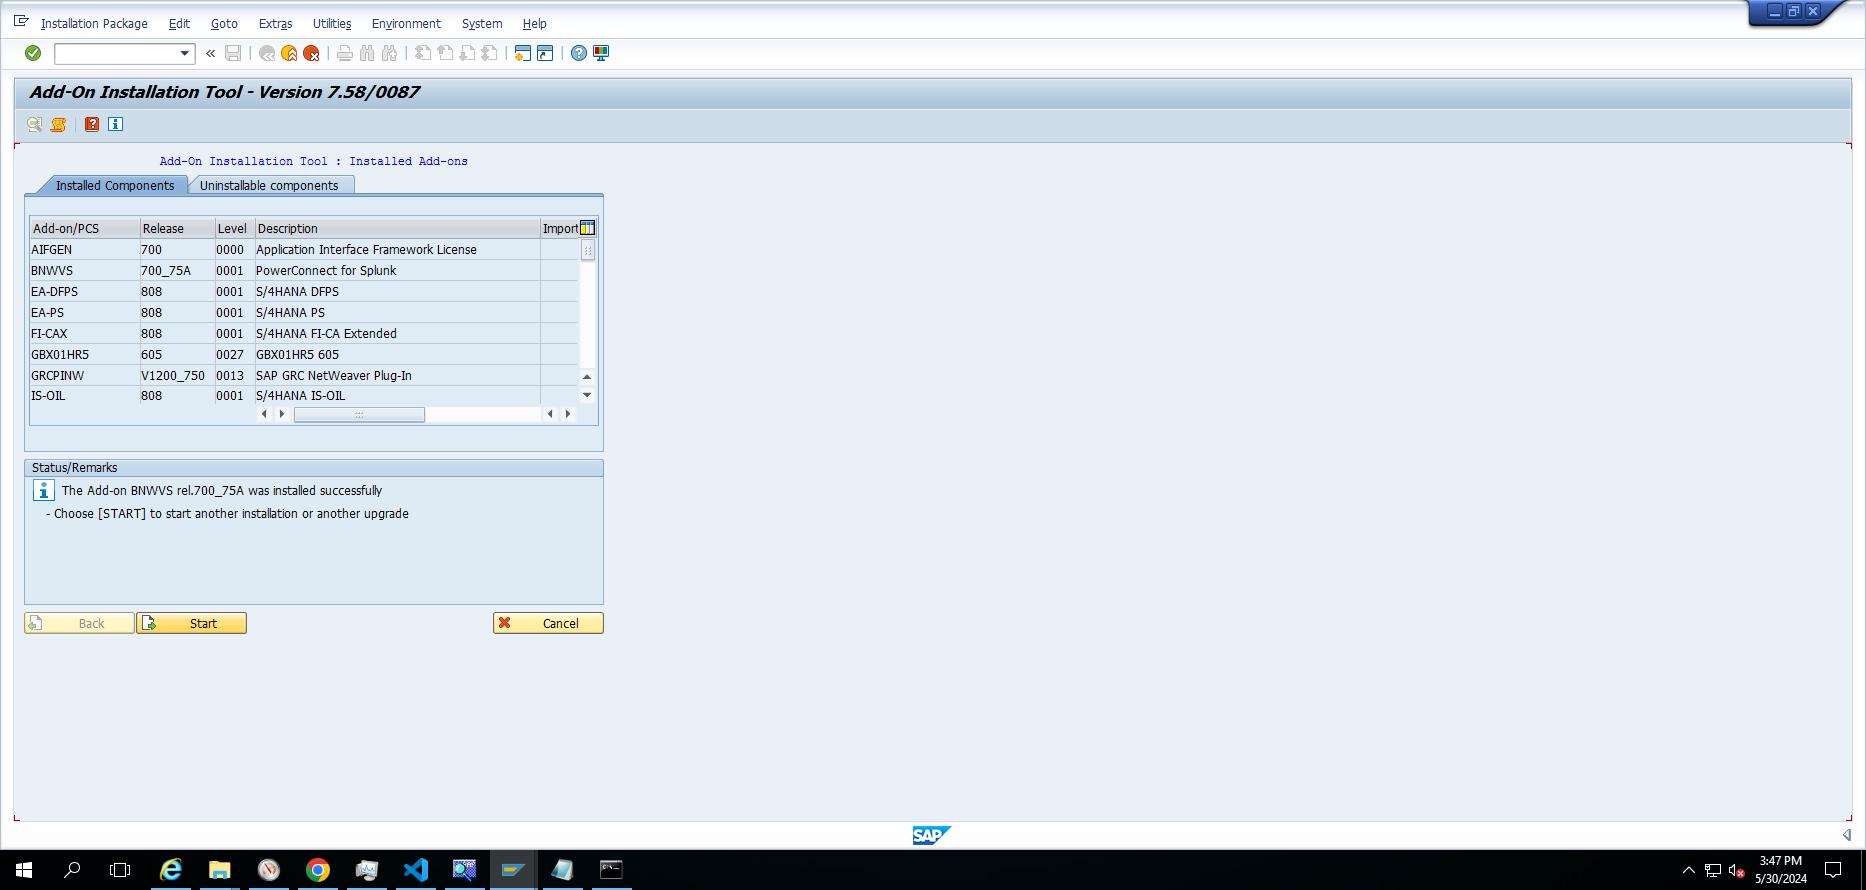 Installation Package Edit Goto Extras Utilities Environment System Help
Add-On Installation Tool - Version 7.58/0087
Add-On Installation Tool : Installed Add-ons
Installed Components Uninstallable components
Add-on/PCS Release Level Description Import
AIFGEN 700 0000 Application Interface Framework License
BNWVS 700_75A 0001 PowerConnect for Splunk
EA-DFPS 808 0001 S/4HANA DFPS
EA-PS 808 0001 S/4HANA PS
FI-CAX 808 0001 S/4HANA FI-CA Extended
GBX01HR5 605 0027 GBX01HR5 605
GRCPINW V1200_750 0013 SAP GRC NetWeaver Plug-In
IS-OIL 808 0001 S/4HANA IS-OIL
Status/Remarks
The Add-on BNWVS rel.700_75A was installed successfully
- Choose [START] to start another installation or another upgrade
Back Start Cancel
SAP
3:47 PM
5/30/2024